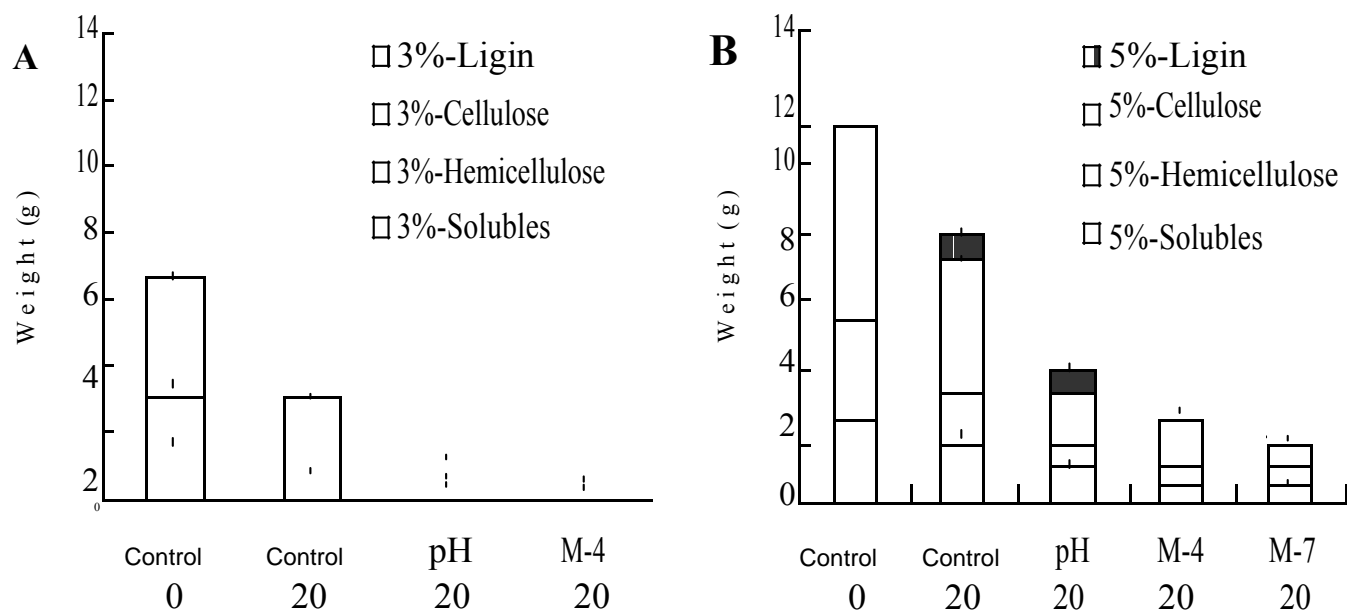 A
14
12
10
8
6
4
2
0
Weight (g)
3%-Ligin
3%-Cellulose
3%-Hemicellulose
3%-Solubles
Control Control pH M-4
0 20 20 20
B
14
12
10
8
6
4
2
0
Weight (g)
5%-Ligin
5%-Cellulose
5%-Hemicellulose
5%-Solubles
Control Control pH M-4 M-7
0 20 20 20 20